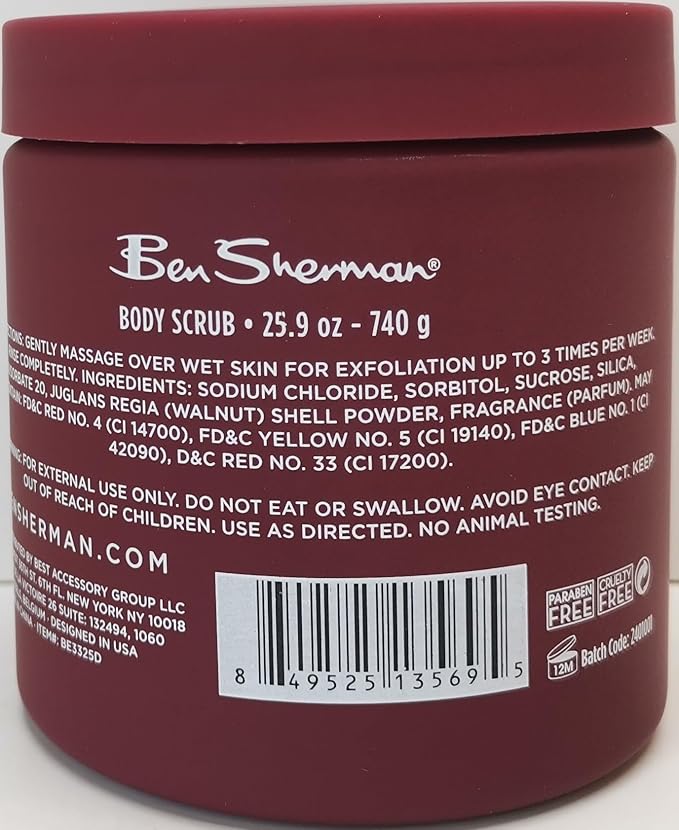 Ben Sherman®
BODY SCRUB • 25.9 oz - 740 g
GENTLY MASSAGE OVER WET SKIN FOR EXFOLIATION UP TO 3 TIMES PER WEEK.
COMPLETELY. INGREDIENTS: SODIUM CHLORIDE, SORBITOL, SUCROSE, SILICA,
20, JUGLANS REGIA (WALNUT) SHELL POWDER, FRAGRANCE (PARFUM). MAY
FD&C RED NO. 4 (CI 14700), FD&C YELLOW NO. 5 (CI 19140), FD&C BLUE NO. 1 (CI
42090), D&C RED NO. 33 (CI 17200).
FOR EXTERNAL USE ONLY. DO NOT EAT OR SWALLOW. AVOID EYE CONTACT. KEEP
OUT OF REACH OF CHILDREN. USE AS DIRECTED. NO ANIMAL TESTING.
ENSHERMAN.COM
BY BEST ACCESSORY GROUP LLC
ST. 6TH FL. NEW YORK NY 10018
26 SUITE: 132494, 1060
BELGIUM • DESIGNED IN USA
ITEM#: BE3325D
8 49525 13569 5
PARABEN FREE
CRUELTY FREE
12M
Batch Code: 2401001